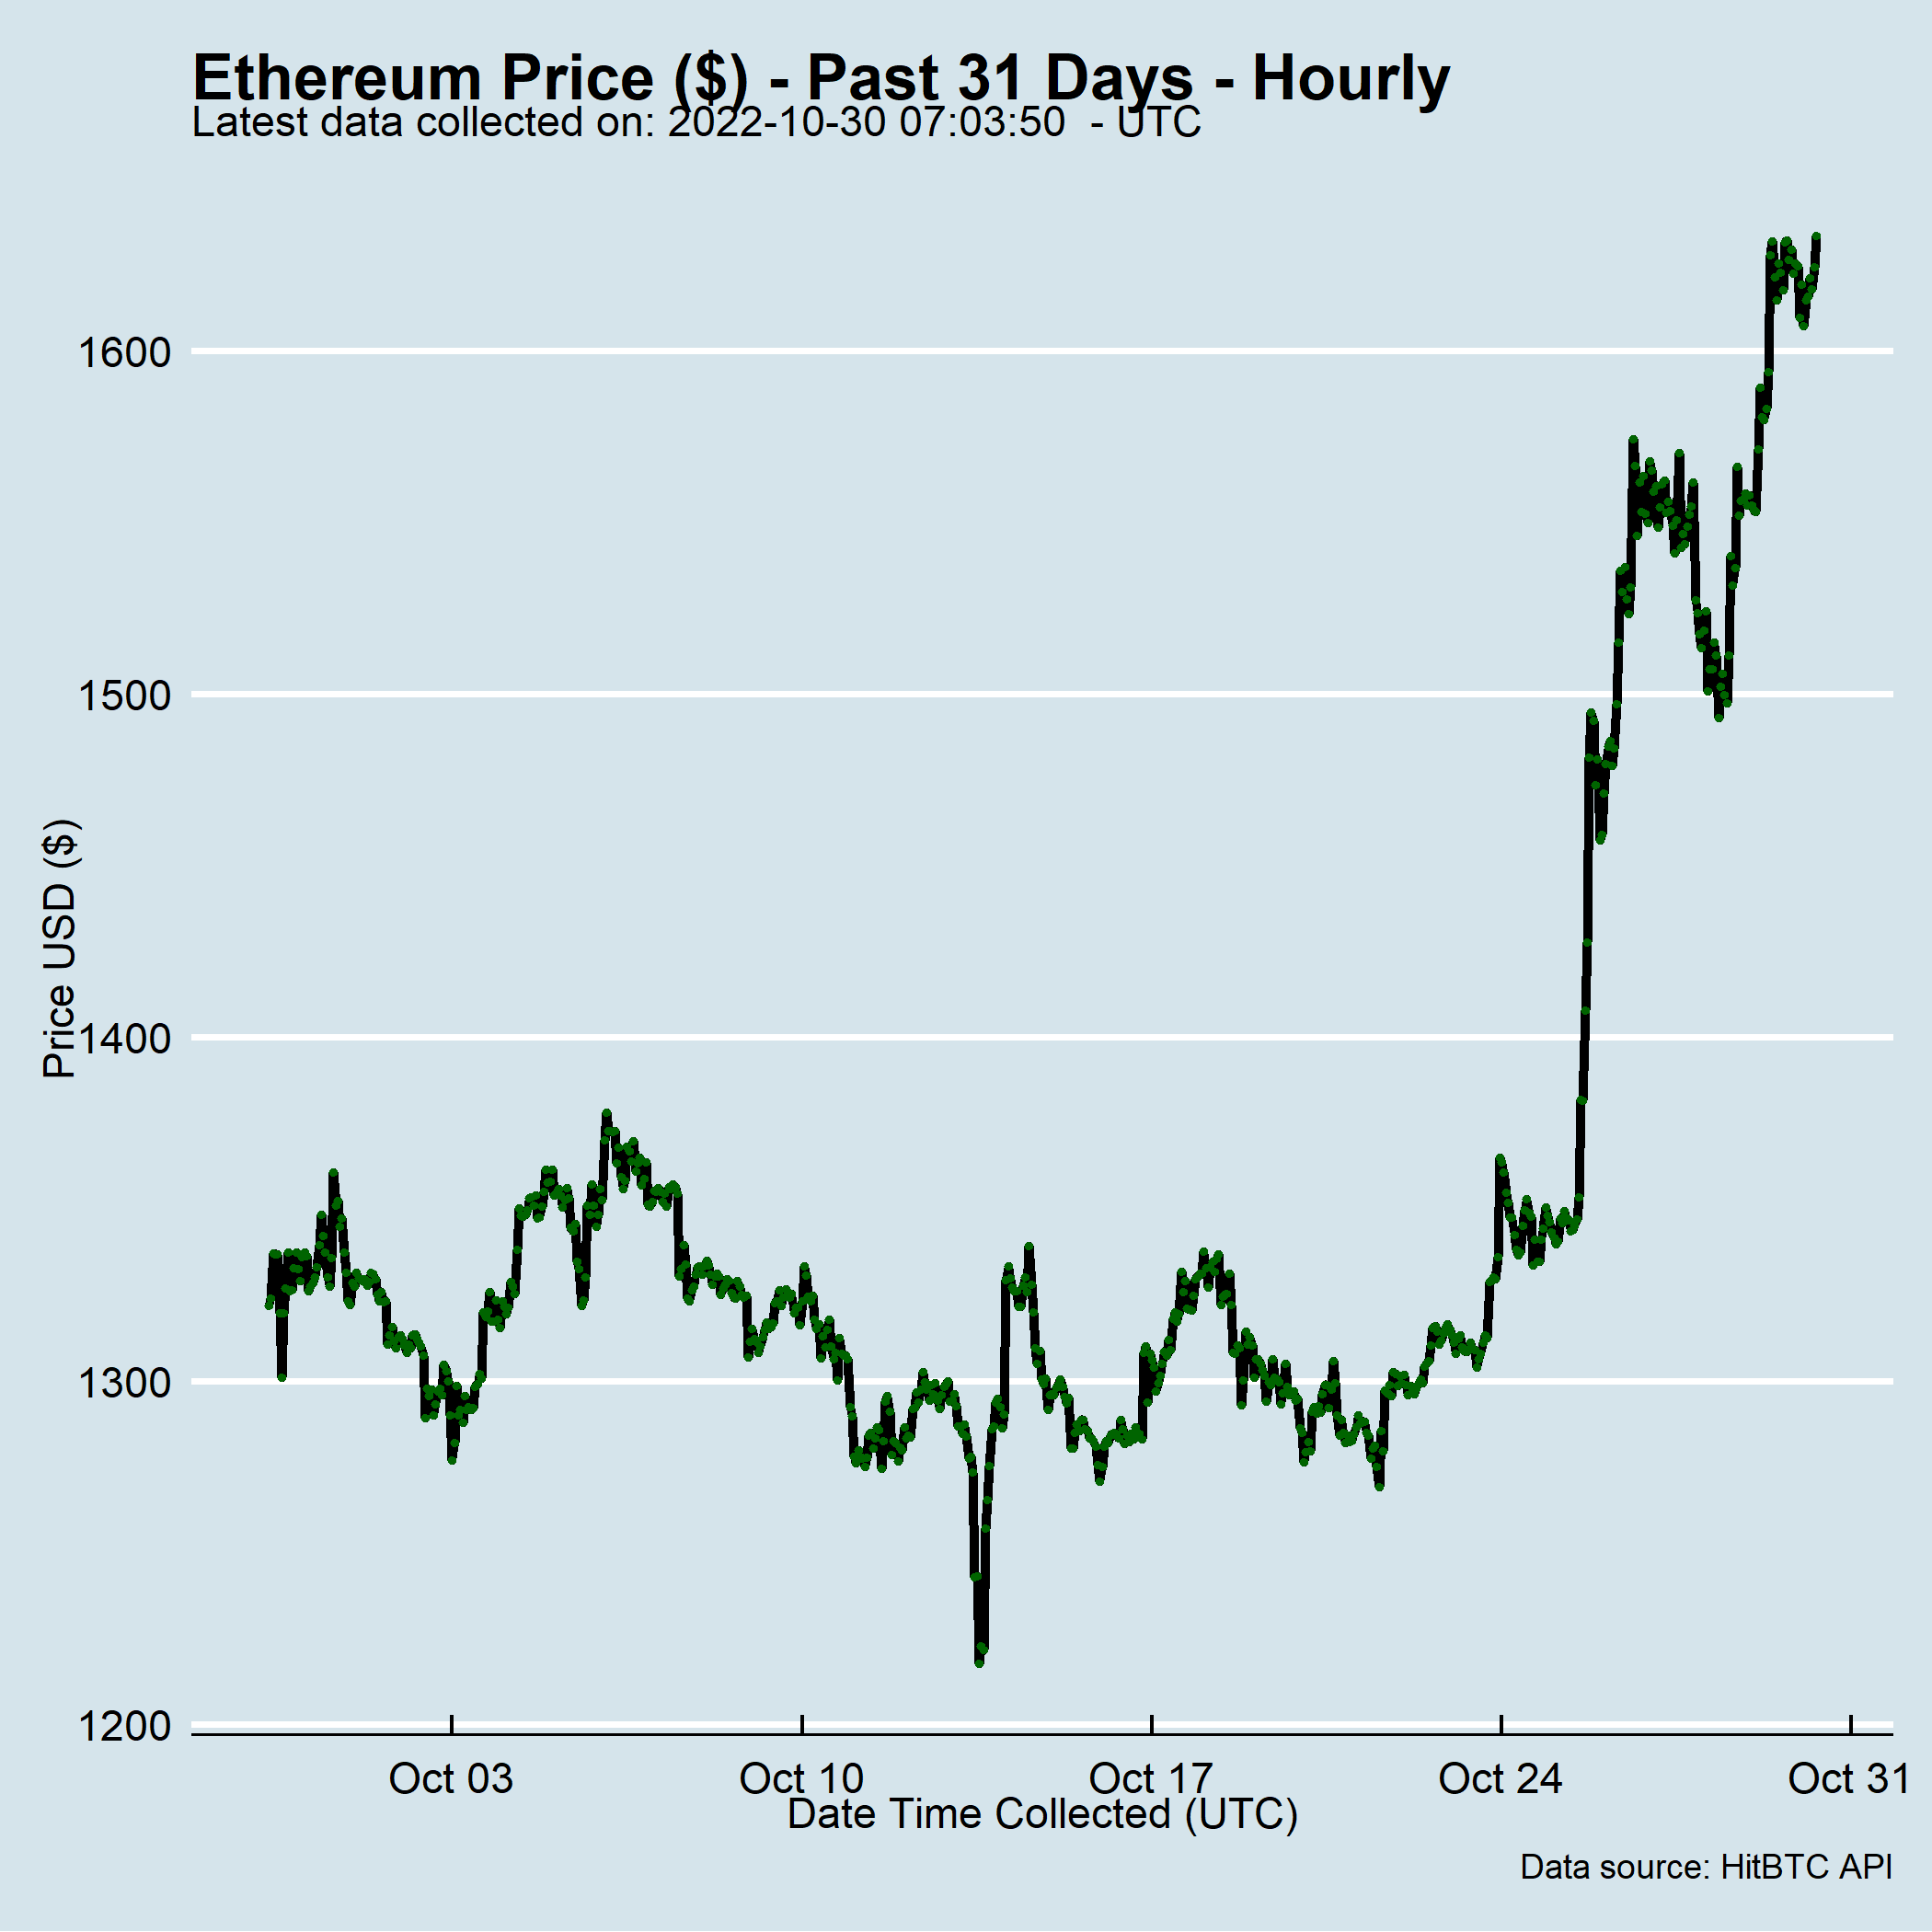 Ethereum Price ($) - Past 31 Days - Hourly
Latest data collected on: 2022-10-30 07:03:50  - UTC
1600
1500
Price USD ($)
1400
1300
1200
Oct 03 Oct 10 Oct 17 Oct 24 Oct 31
Date Time Collected (UTC)
Data source: HitBTC API